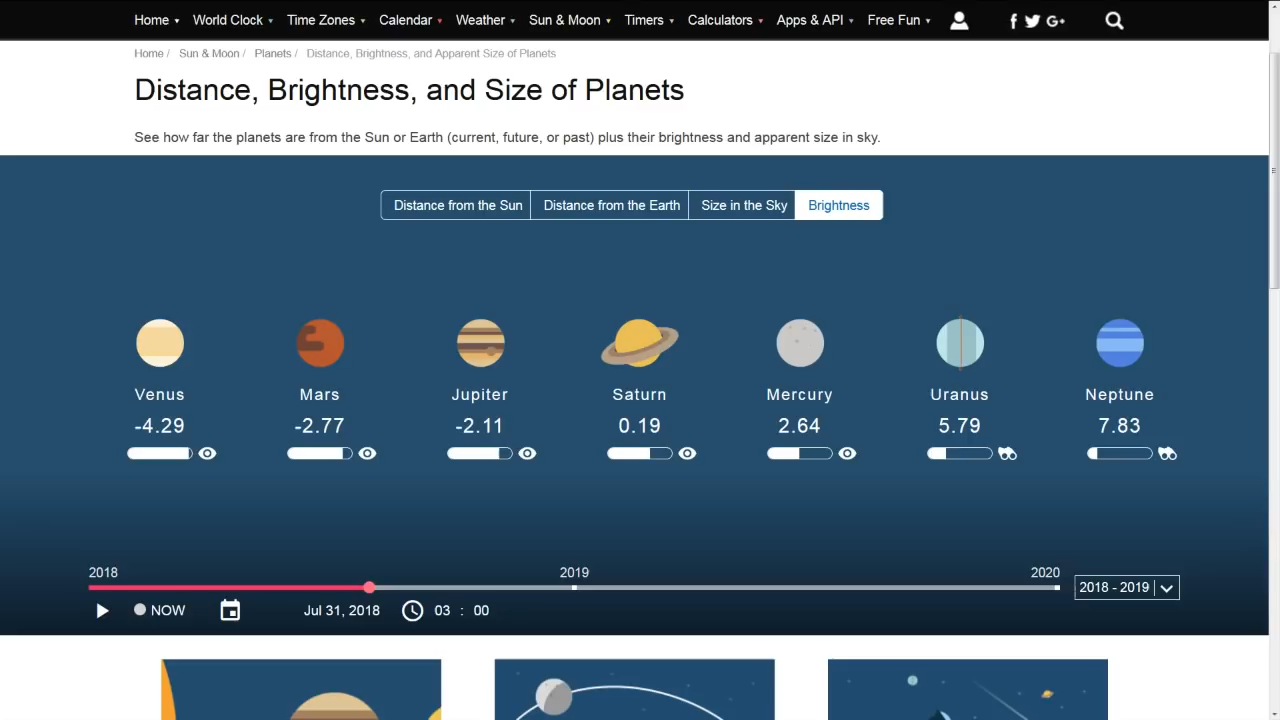 Home World Clock Time Zones Calendar Weather Sun & Moon Timers Calculators Apps & API Free Fun
Home / Sun & Moon / Planets / Distance, Brightness, and Apparent Size of Planets
Distance, Brightness, and Size of Planets
See how far the planets are from the Sun or Earth (current, future, or past) plus their brightness and apparent size in sky.
Distance from the Sun Distance from the Earth Size in the Sky Brightness
Venus Mars Jupiter Saturn Mercury Uranus Neptune
-4.29 -2.77 -2.11 0.19 2.64 5.79 7.83
2018 2019 2020
2018 - 2019
NOW Jul 31, 2018 03 : 00